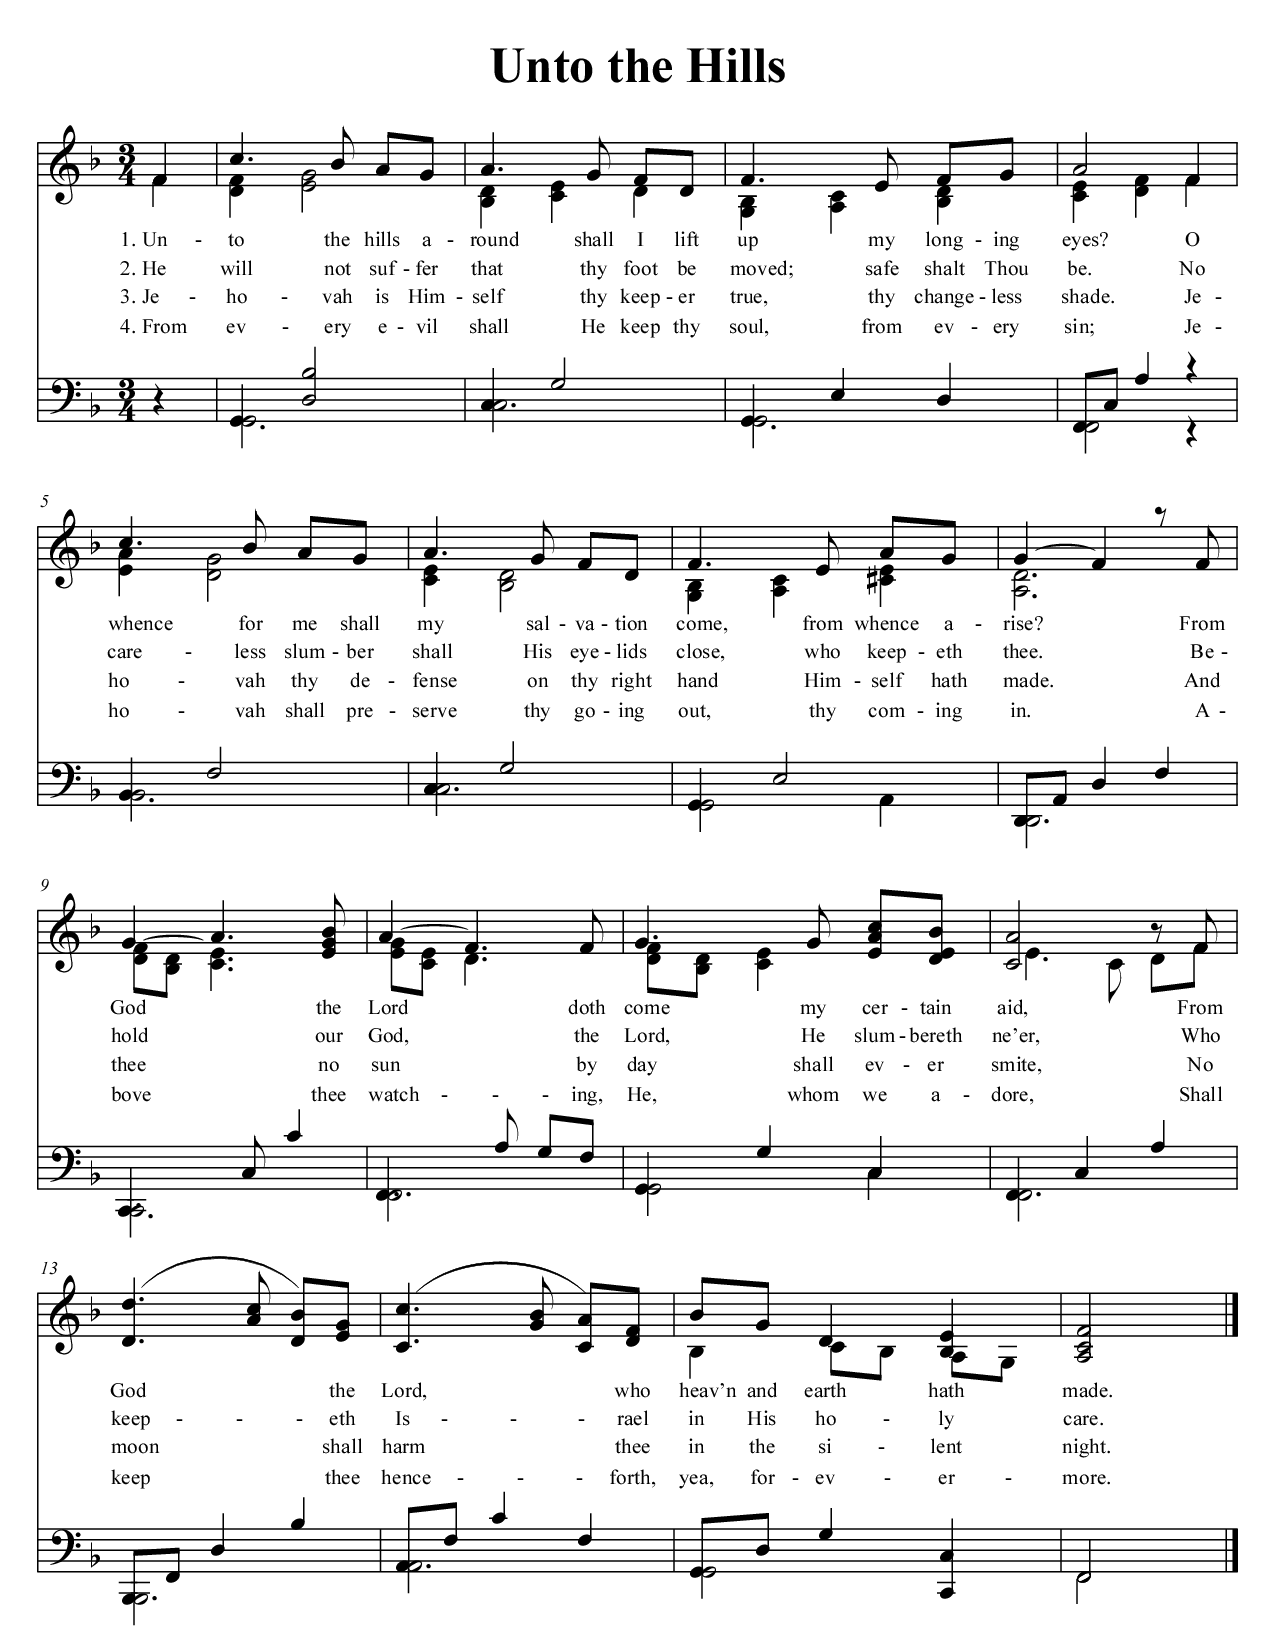 Unto the Hills
3
4
1. Un - to the hills a - round shall I lift up my long - ing eyes? O
2. He will not suf - fer that thy foot be moved; safe shalt Thou be. No
3. Je - ho - vah is Him - self thy keep - er true, thy change - less shade. Je -
4. From ev - ery e - vil shall He keep thy soul, from ev - ery sin; Je -
3
4
5
whence for me shall my sal - va - tion come, from whence a - rise? From
care - less slum - ber shall His eye - lids close, who keep - eth thee. Be -
ho - vah thy de - fense on thy right hand Him - self hath made. And
ho - vah shall pre - serve thy go - ing out, thy com - ing in. A -
9
God the Lord doth come my cer - tain aid, From
hold our God, the Lord, He slum - bereth ne’er, Who
thee no sun by day shall ev - er smite, No
bove thee watch - - - ing, He, whom we a - dore, Shall
13
God the Lord, who heav’n and earth hath made.
keep - - - eth Is - - - rael in His ho - ly care.
moon shall harm thee in the si - lent night.
keep thee hence - - - forth, yea, for - ev - er - more.